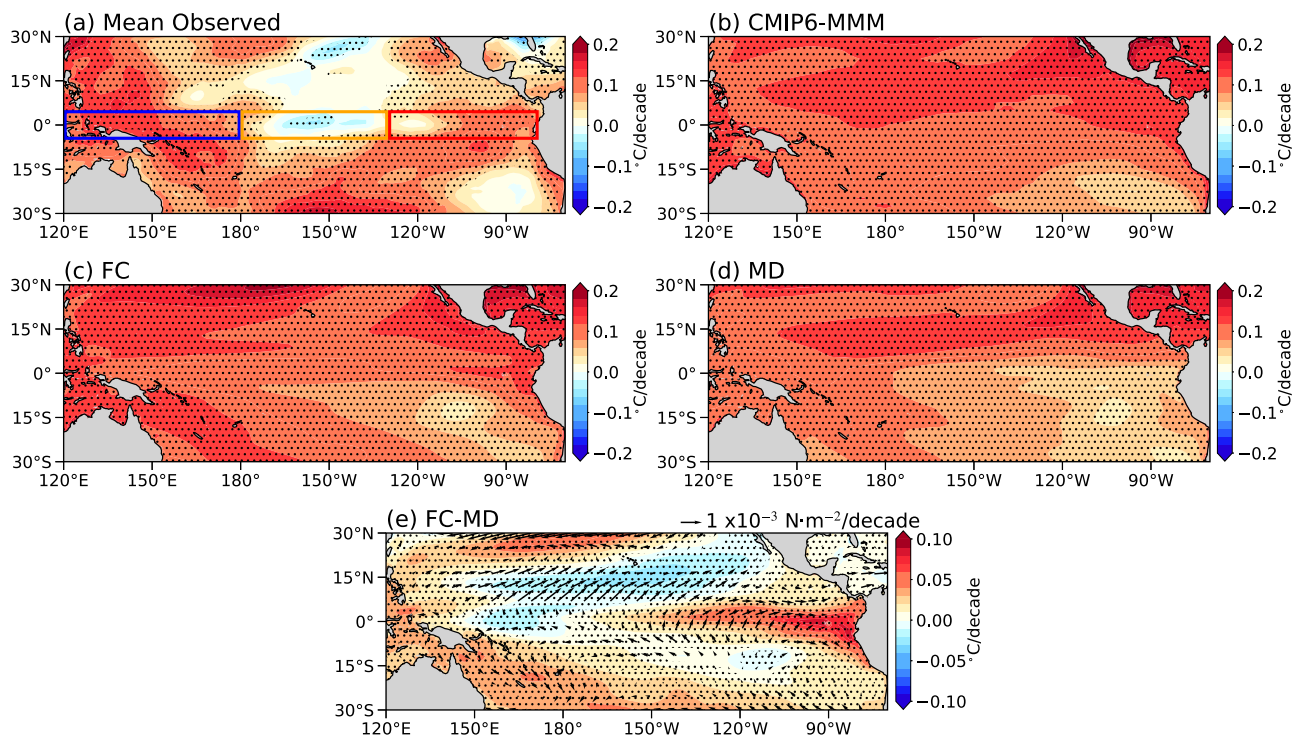 (a) Mean Observed
30°N
15°N
0°
15°S
30°S
120°E 150°E 180° 150°W 120°W 90°W
0.2
0.1
0.0
−0.1
−0.2
°C/decade
(b) CMIP6-MMM
30°N
15°N
0°
15°S
30°S
120°E 150°E 180° 150°W 120°W 90°W
0.2
0.1
0.0
−0.1
−0.2
°C/decade
(c) FC
30°N
15°N
0°
15°S
30°S
120°E 150°E 180° 150°W 120°W 90°W
0.2
0.1
0.0
−0.1
−0.2
°C/decade
(d) MD
30°N
15°N
0°
15°S
30°S
120°E 150°E 180° 150°W 120°W 90°W
0.2
0.1
0.0
−0.1
−0.2
°C/decade
(e) FC-MD
1 x10⁻³ N·m⁻²/decade
30°N
15°N
0°
15°S
30°S
120°E 150°E 180° 150°W 120°W 90°W
0.10
0.05
0.00
−0.05
−0.10
°C/decade